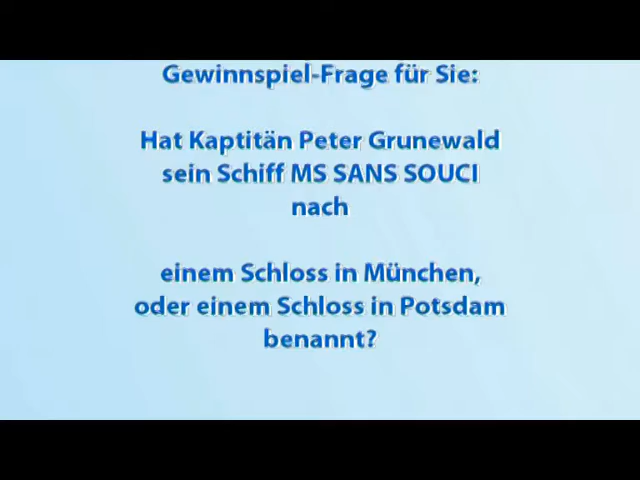 Gewinnspiel-Frage für Sie:
Hat Kaptitän Peter Grunewald
sein Schiff MS SANS SOUCI
nach
einem Schloss in München,
oder einem Schloss in Potsdam
benannt?